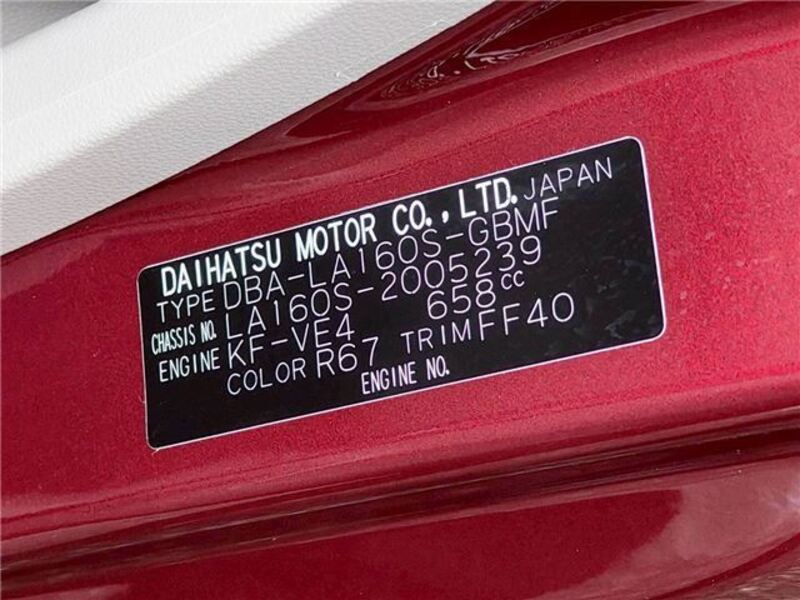 DAIHATSU MOTOR CO., LTD. JAPAN
TYPE DBA-LA160S-GBMF
CHASSIS NO. LA160S-2005239
ENGINE KF-VE4 658cc
COLOR R67 TRIM FF40
ENGINE NO.